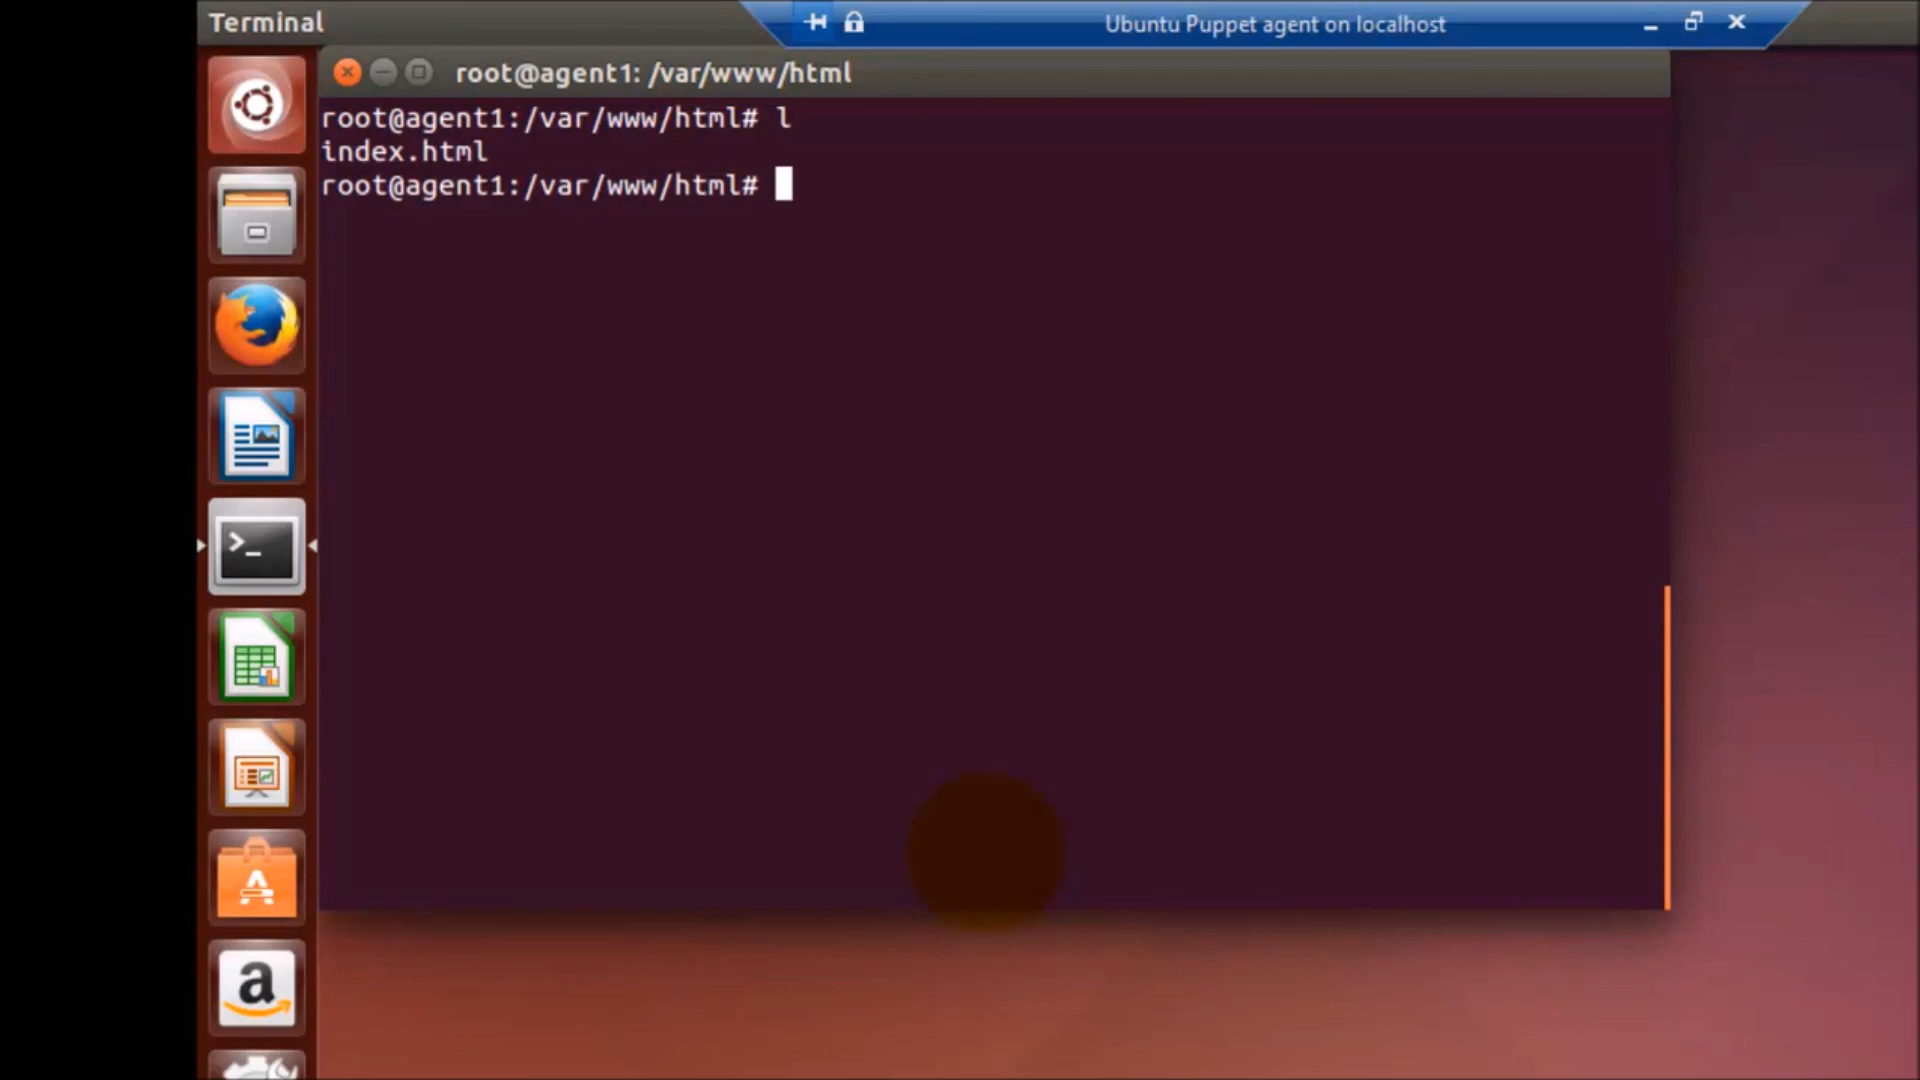 Terminal
Ubuntu Puppet agent on localhost
root@agent1: /var/www/html
root@agent1:/var/www/html# l
index.html
root@agent1:/var/www/html#
>_
A
a